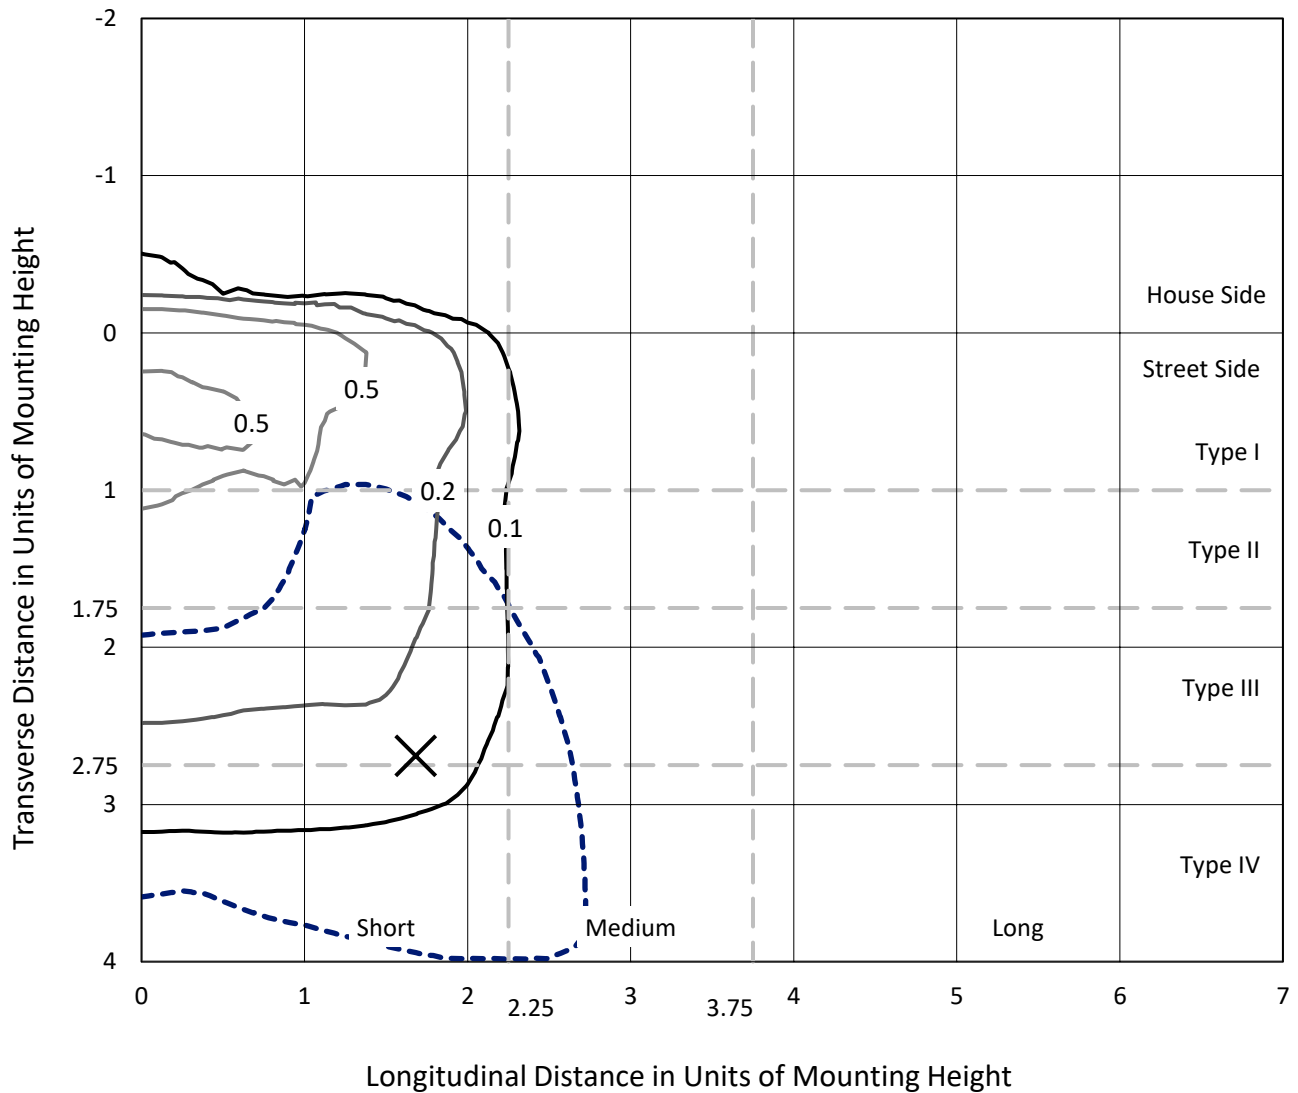 -2
-1
House Side
0
Street Side
0.5
0.5
Type I
0.2
1
0.1
Type II
1.75
2
Type III
2.75
3
Type IV
Short
Medium
Long
4
0
1
2
2.25
3
3.75
4
5
6
7
Transverse Distance in Units of Mounting Height
Longitudinal Distance in Units of Mounting Height